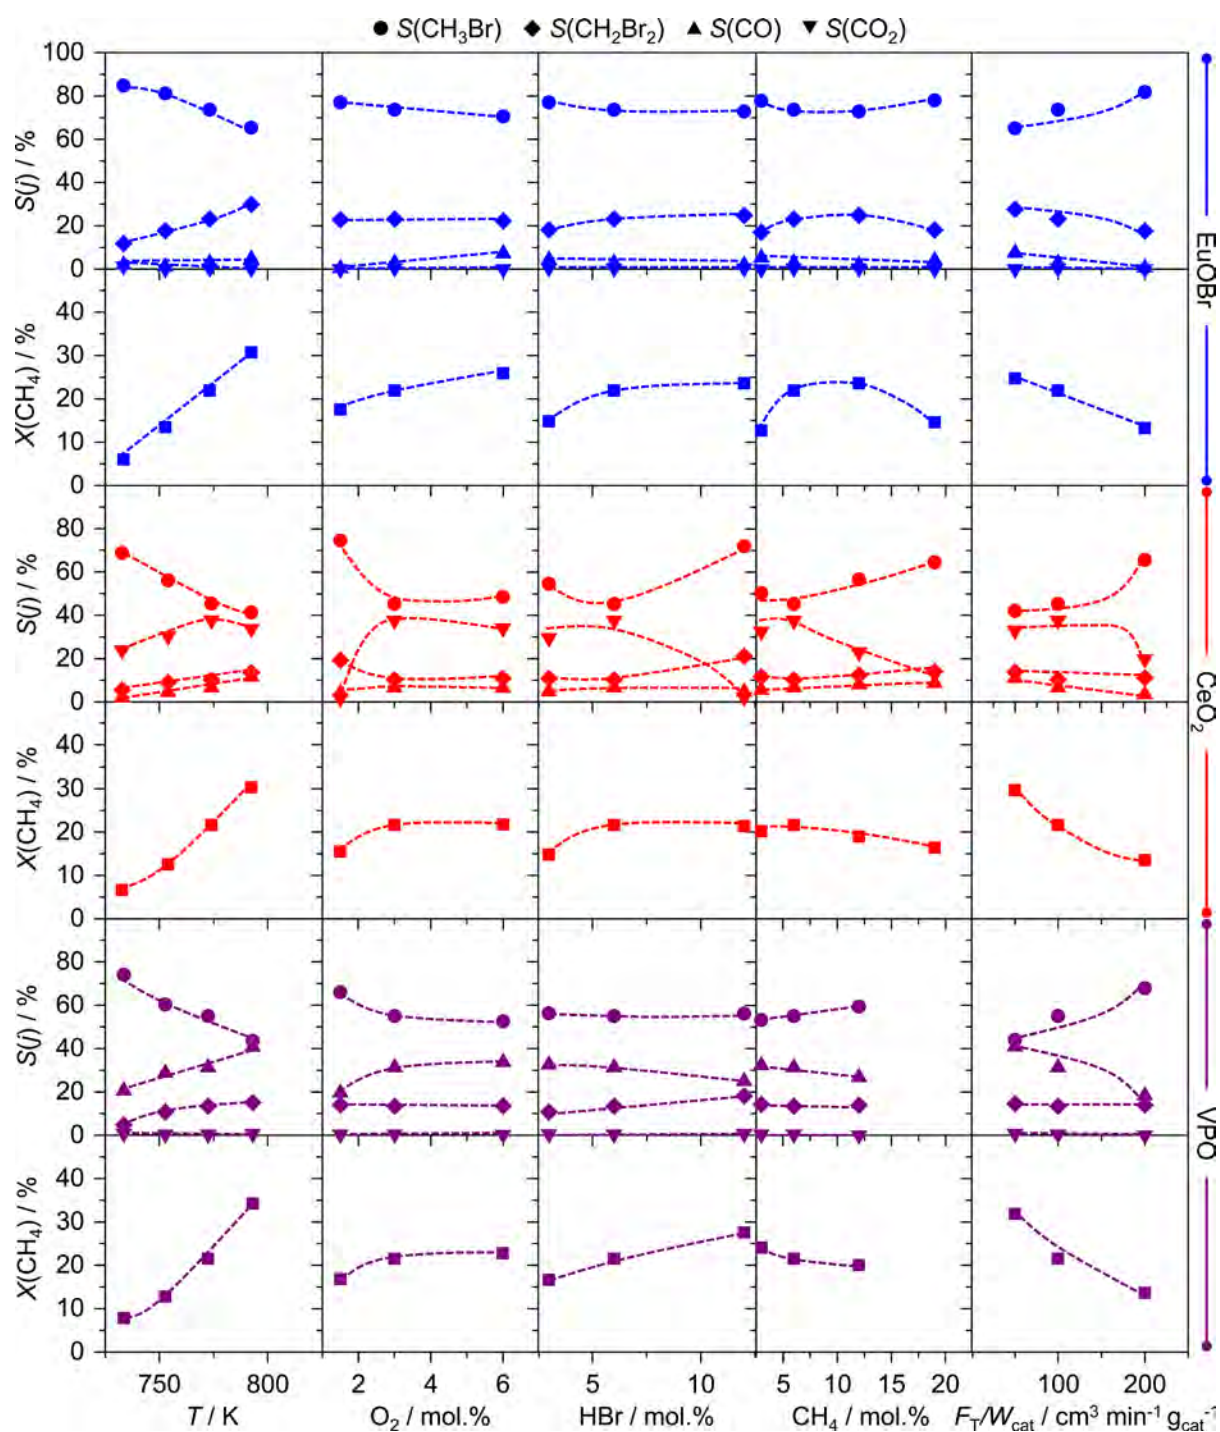 ● S(CH₃Br) ◆ S(CH₂Br₂) ▲ S(CO) ▼ S(CO₂)
100
80
60
40
20
0
S(j) / %
40
30
20
10
0
X(CH₄) / %
EuOBr
80
60
40
20
0
S(j) / %
40
30
20
10
0
X(CH₄) / %
CeO₂
80
60
40
20
0
S(j) / %
40
30
20
10
0
X(CH₄) / %
VPO
750 800 2 4 6 5 10 5 10 15 20 100 200
T / K O₂ / mol.% HBr / mol.% CH₄ / mol.% F_T/W_cat / cm³ min⁻¹ g_cat⁻¹